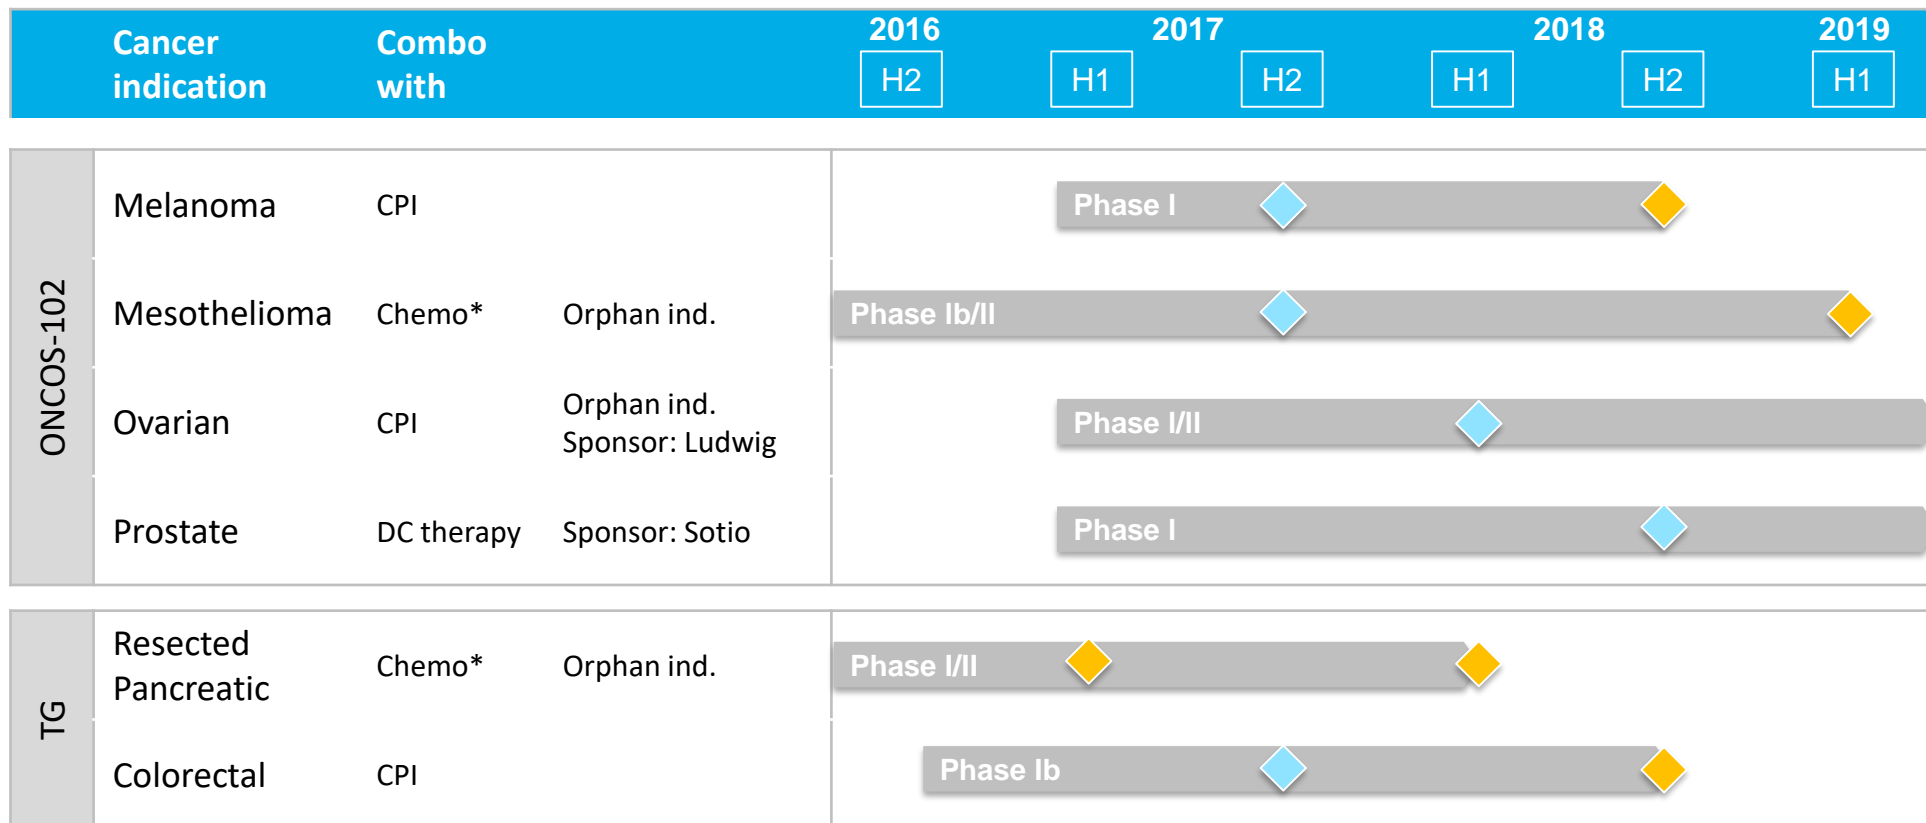 Cancer indication
Combo with
2016
2017
2018
2019
H2
H1
H2
H1
H2
H1
ONCOS-102
Melanoma
CPI
Phase I
Mesothelioma
Chemo*
Orphan ind.
Phase Ib/II
Ovarian
CPI
Orphan ind.
Sponsor: Ludwig
Phase I/II
Prostate
DC therapy
Sponsor: Sotio
Phase I
TG
Resected
Pancreatic
Chemo*
Orphan ind.
Phase I/II
Colorectal
CPI
Phase Ib